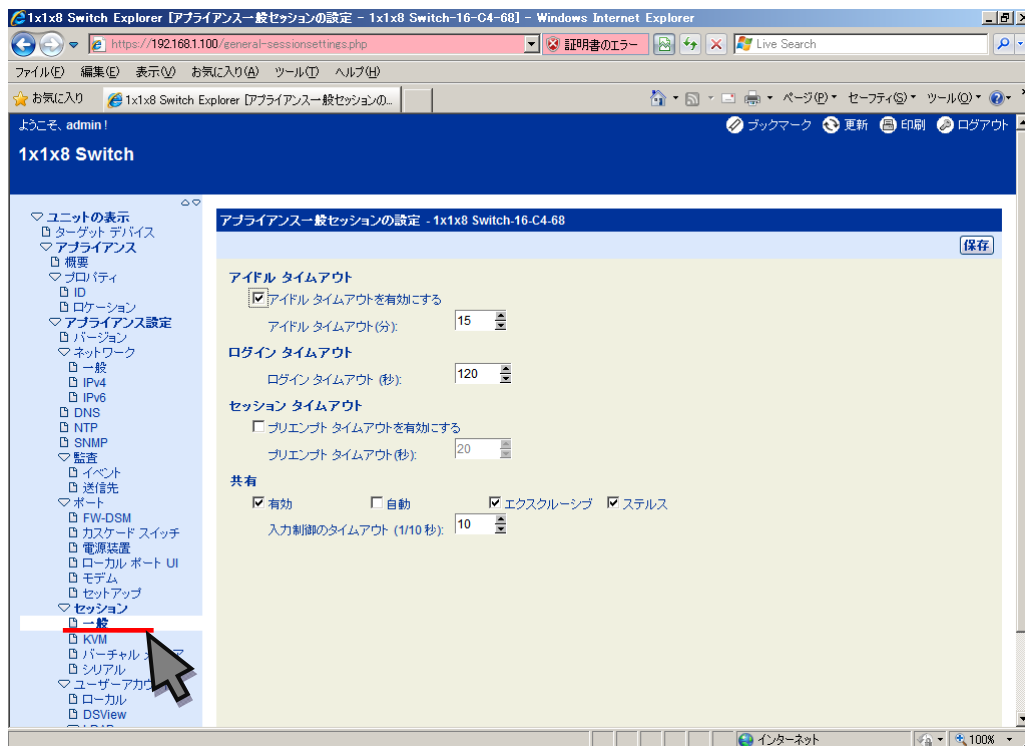 1x1x8 Switch Explorer [アプライアンス一般セッションの設定 - 1x1x8 Switch-16-C4-68] - Windows Internet Explorer
https://192.168.1.100/general-sessionsettings.php
証明書のエラー
Live Search
ファイル(F) 編集(E) 表示(V) お気に入り(A) ツール(T) ヘルプ(H)
お気に入り
1x1x8 Switch Explorer [アプライアンス一般セッションの...
ページ(P) セーフティ(S) ツール(O)
ようこそ、admin !
ブックマーク 更新 印刷 ログアウト
1x1x8 Switch
ユニットの表示
ターゲット デバイス
アプライアンス
概要
プロパティ
ID
ロケーション
アプライアンス設定
バージョン
ネットワーク
一般
IPv4
IPv6
DNS
NTP
SNMP
監査
イベント
送信先
ポート
FW-DSM
カスケード スイッチ
電源装置
ローカル ポート UI
モデム
セットアップ
セッション
一般
KVM
バーチャル
シリアル
ユーザーアカウ
ローカル
DSView
アプライアンス一般セッションの設定 - 1x1x8 Switch-16-C4-68
保存
アイドル タイムアウト
アイドル タイムアウトを有効にする
アイドル タイムアウト(分): 15
ログイン タイムアウト
ログイン タイムアウト (秒): 120
セッション タイムアウト
プリエンプト タイムアウトを有効にする
プリエンプト タイムアウト(秒): 20
共有
有効 自動 エクスクルーシブ ステルス
入力制御のタイムアウト (1/10 秒): 10
インターネット
100%